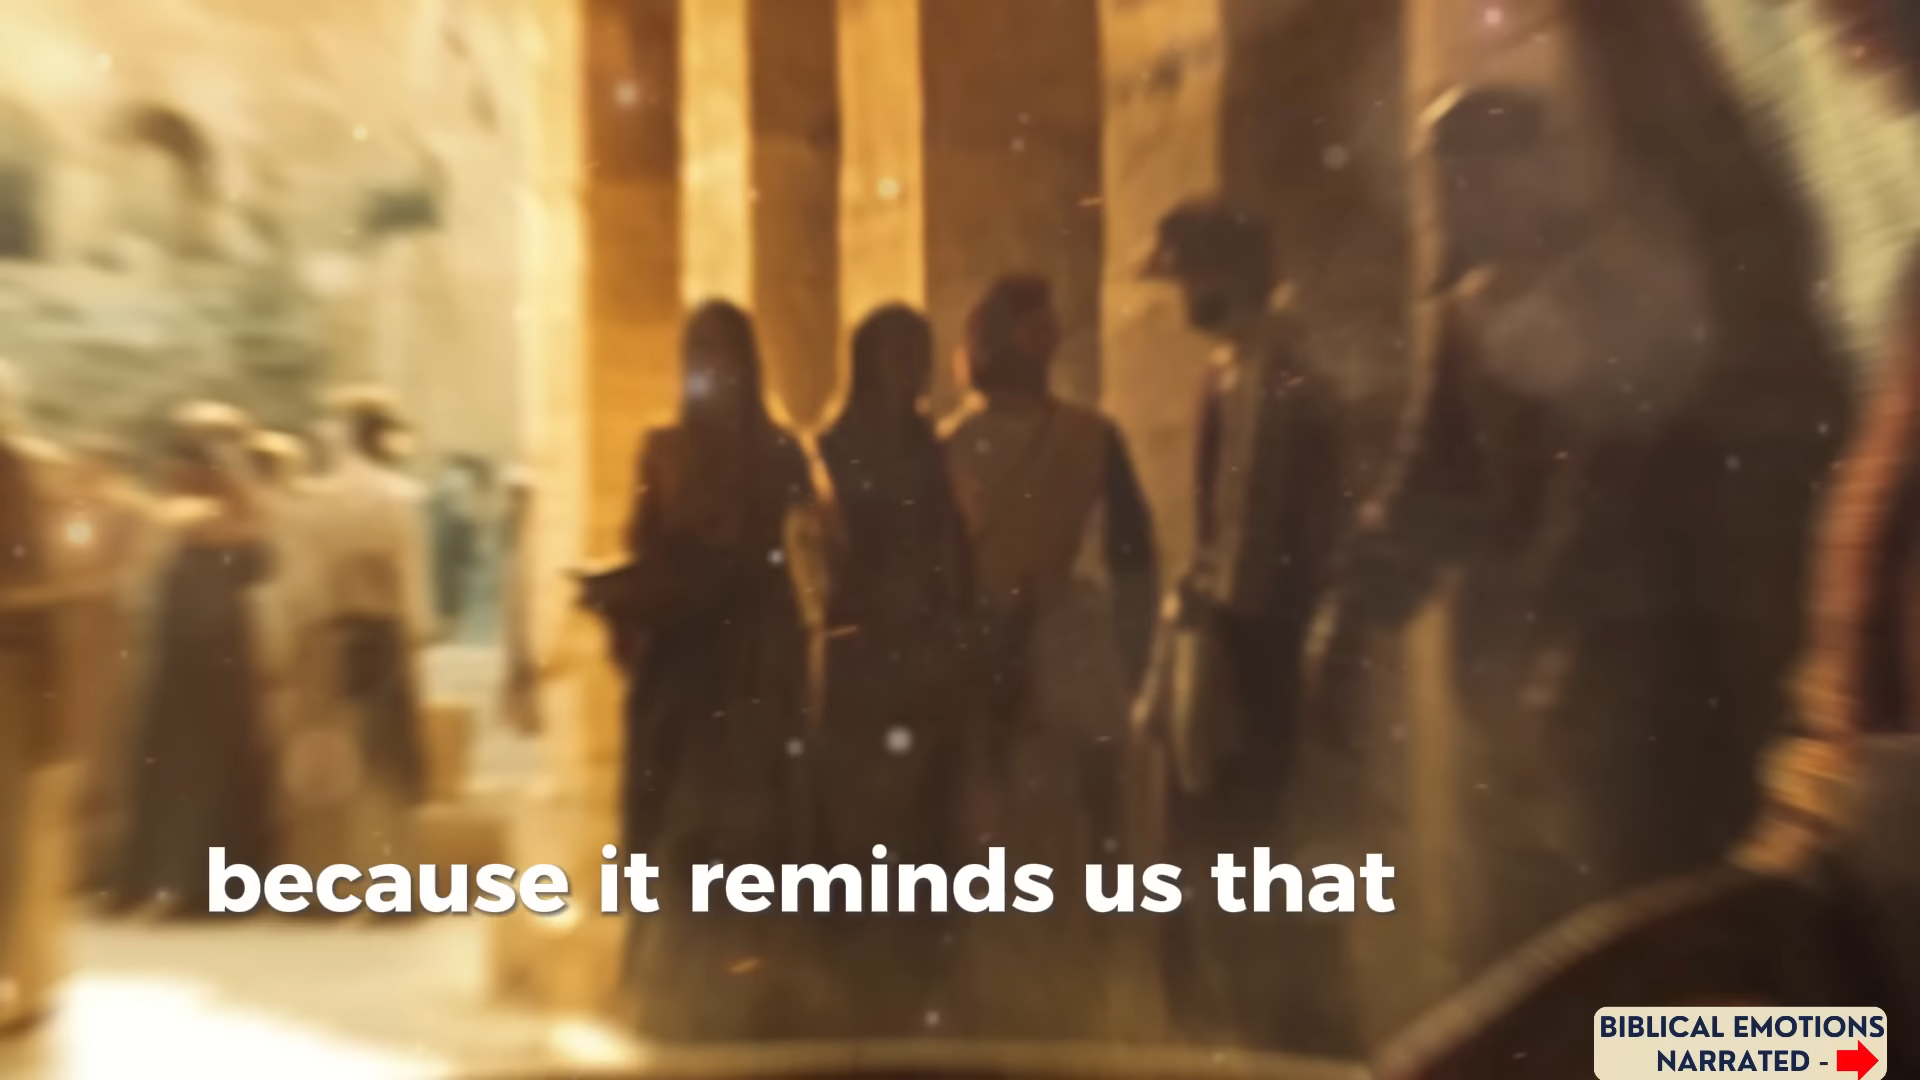 because it reminds us that
BIBLICAL EMOTIONS
NARRATED -